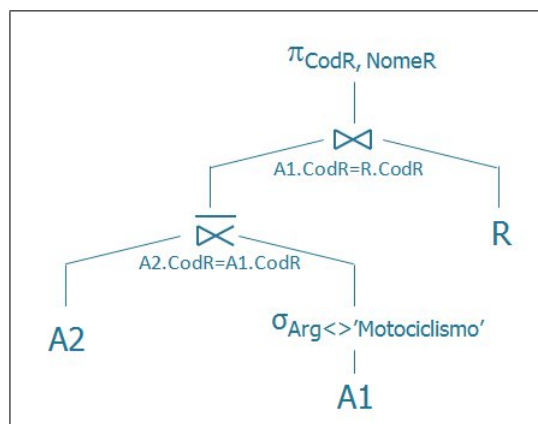 πCodR, NomeR
A1.CodR=R.CodR
R
A2.CodR=A1.CodR
A2
σArg<>'Motociclismo'
A1